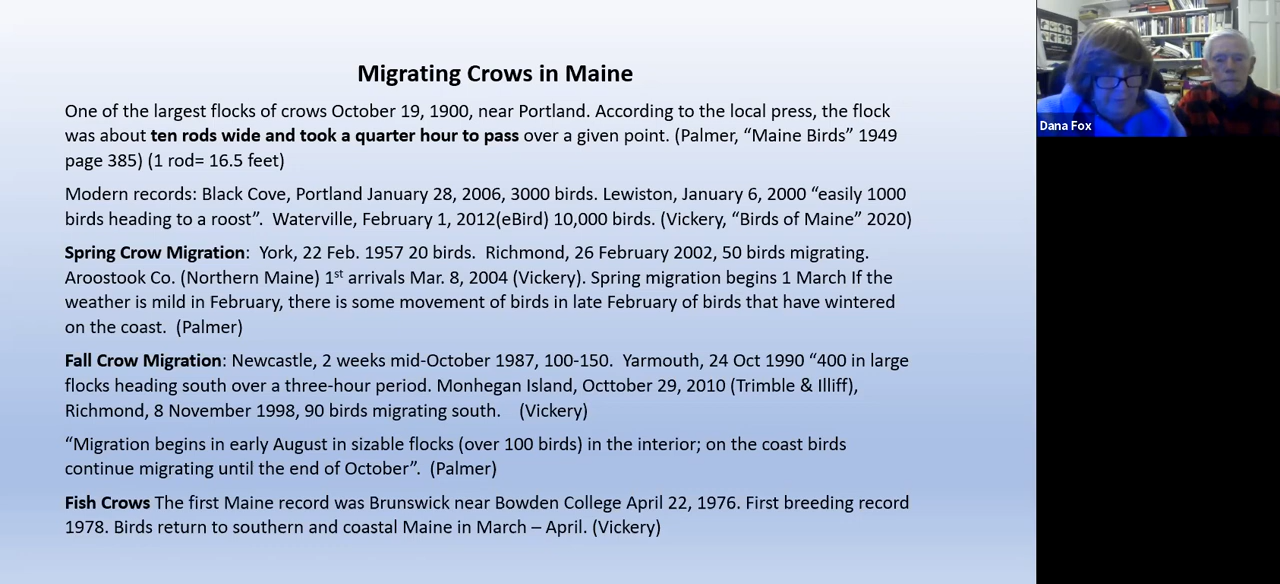 Migrating Crows in Maine
One of the largest flocks of crows October 19, 1900, near Portland. According to the local press, the flock
was about ten rods wide and took a quarter hour to pass over a given point. (Palmer, “Maine Birds” 1949
page 385) (1 rod= 16.5 feet)
Modern records: Black Cove, Portland January 28, 2006, 3000 birds. Lewiston, January 6, 2000 “easily 1000
birds heading to a roost”. Waterville, February 1, 2012(eBird) 10,000 birds. (Vickery, “Birds of Maine” 2020)
Spring Crow Migration: York, 22 Feb. 1957 20 birds. Richmond, 26 February 2002, 50 birds migrating.
Aroostook Co. (Northern Maine) 1st arrivals Mar. 8, 2004 (Vickery). Spring migration begins 1 March If the
weather is mild in February, there is some movement of birds in late February of birds that have wintered
on the coast. (Palmer)
Fall Crow Migration: Newcastle, 2 weeks mid-October 1987, 100-150. Yarmouth, 24 Oct 1990 “400 in large
flocks heading south over a three-hour period. Monhegan Island, Octtober 29, 2010 (Trimble & Illiff),
Richmond, 8 November 1998, 90 birds migrating south. (Vickery)
“Migration begins in early August in sizable flocks (over 100 birds) in the interior; on the coast birds
continue migrating until the end of October”. (Palmer)
Fish Crows The first Maine record was Brunswick near Bowden College April 22, 1976. First breeding record
1978. Birds return to southern and coastal Maine in March – April. (Vickery)
Dana Fox